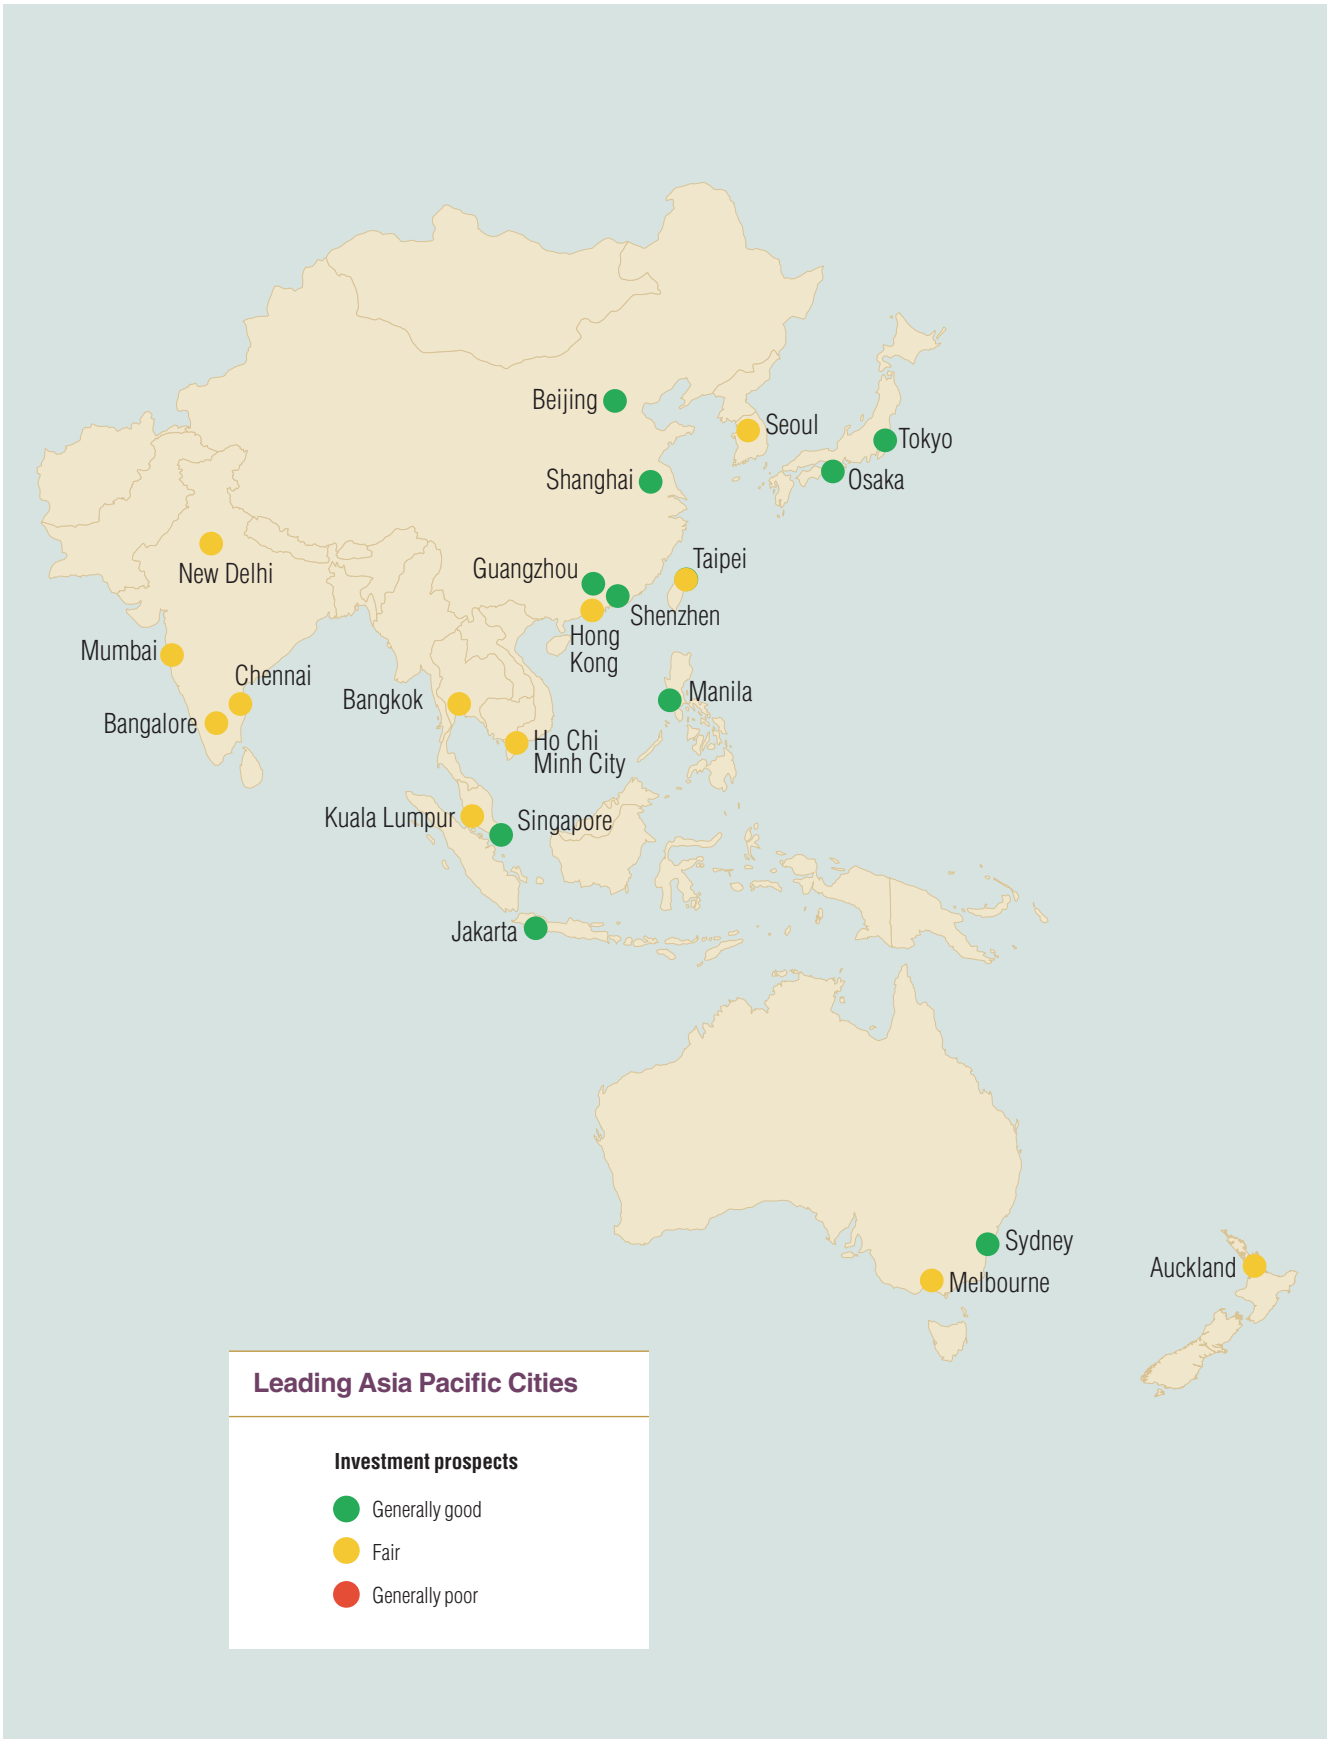 Beijing
Seoul
Tokyo
Shanghai
Osaka
New Delhi
Guangzhou
Taipei
Shenzhen
Hong
Kong
Mumbai
Chennai
Bangkok
Manila
Bangalore
Ho Chi
Minh City
Kuala Lumpur
Singapore
Jakarta
Sydney
Auckland
Melbourne
Leading Asia Pacific Cities
Investment prospects
Generally good
Fair
Generally poor